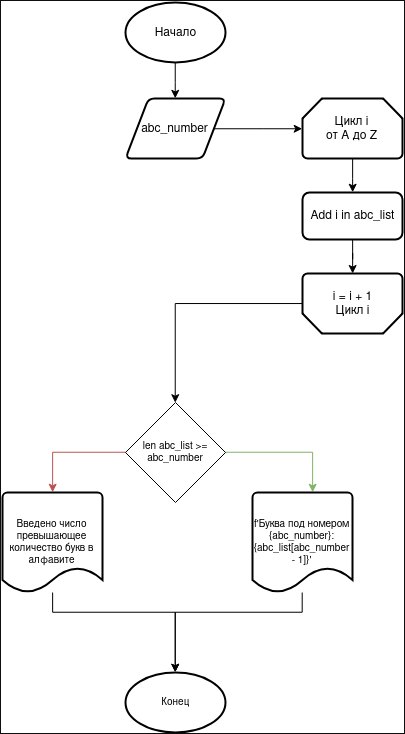 Начало
abc_number
Цикл i
от A до Z
Add i in abc_list
i = i + 1
Цикл i
len abc_list >=
abc_number
Введено число
превышающее
количество букв в
алфавите
f'Буква под номером
{abc_number}:
{abc_list[abc_number
- 1]}'
Конец